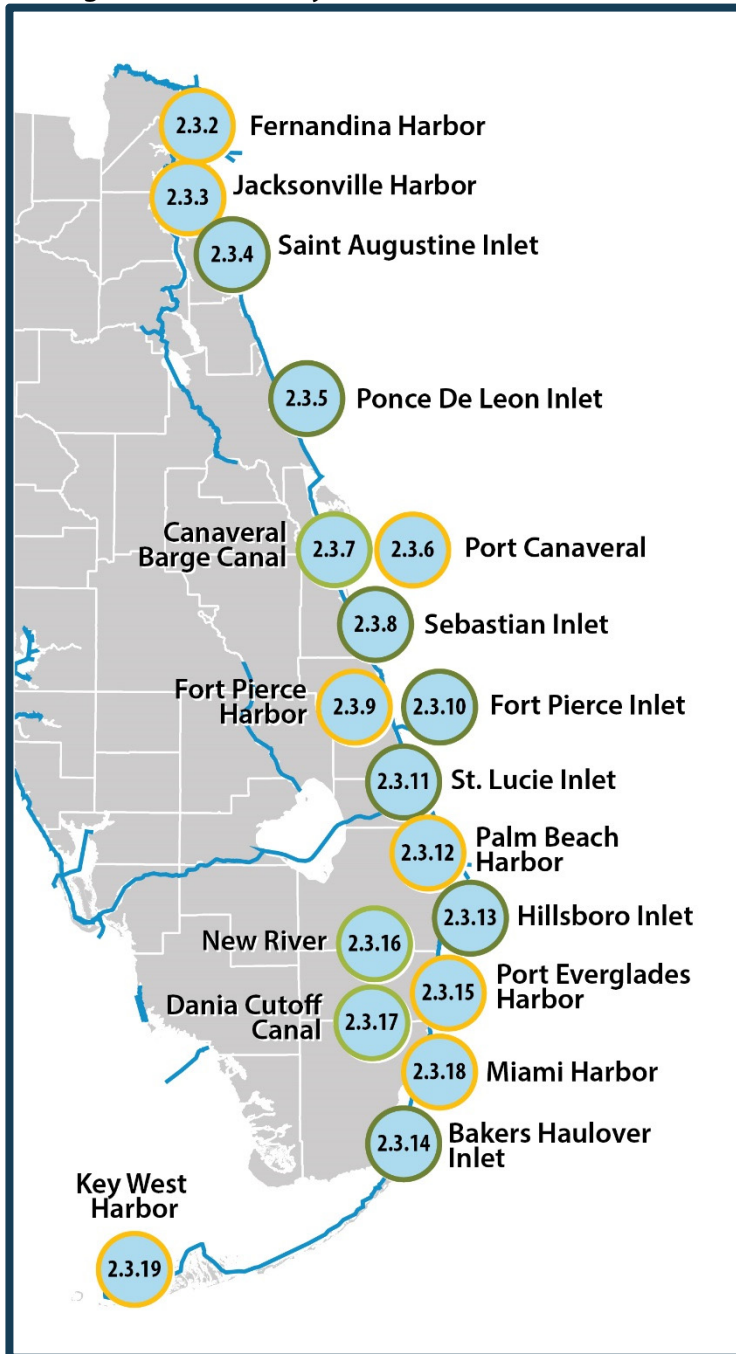 2.3.2
Fernandina Harbor
2.3.3
Jacksonville Harbor
2.3.4
Saint Augustine Inlet
2.3.5
Ponce De Leon Inlet
Canaveral
Barge Canal
2.3.7
2.3.6
Port Canaveral
2.3.8
Sebastian Inlet
Fort Pierce
Harbor
2.3.9
2.3.10
Fort Pierce Inlet
2.3.11
St. Lucie Inlet
2.3.12
Palm Beach
Harbor
2.3.13
Hillsboro Inlet
New River
2.3.16
2.3.15
Port Everglades
Harbor
Dania Cutoff
Canal
2.3.17
2.3.18
Miami Harbor
2.3.14
Bakers Haulover
Inlet
Key West
Harbor
2.3.19